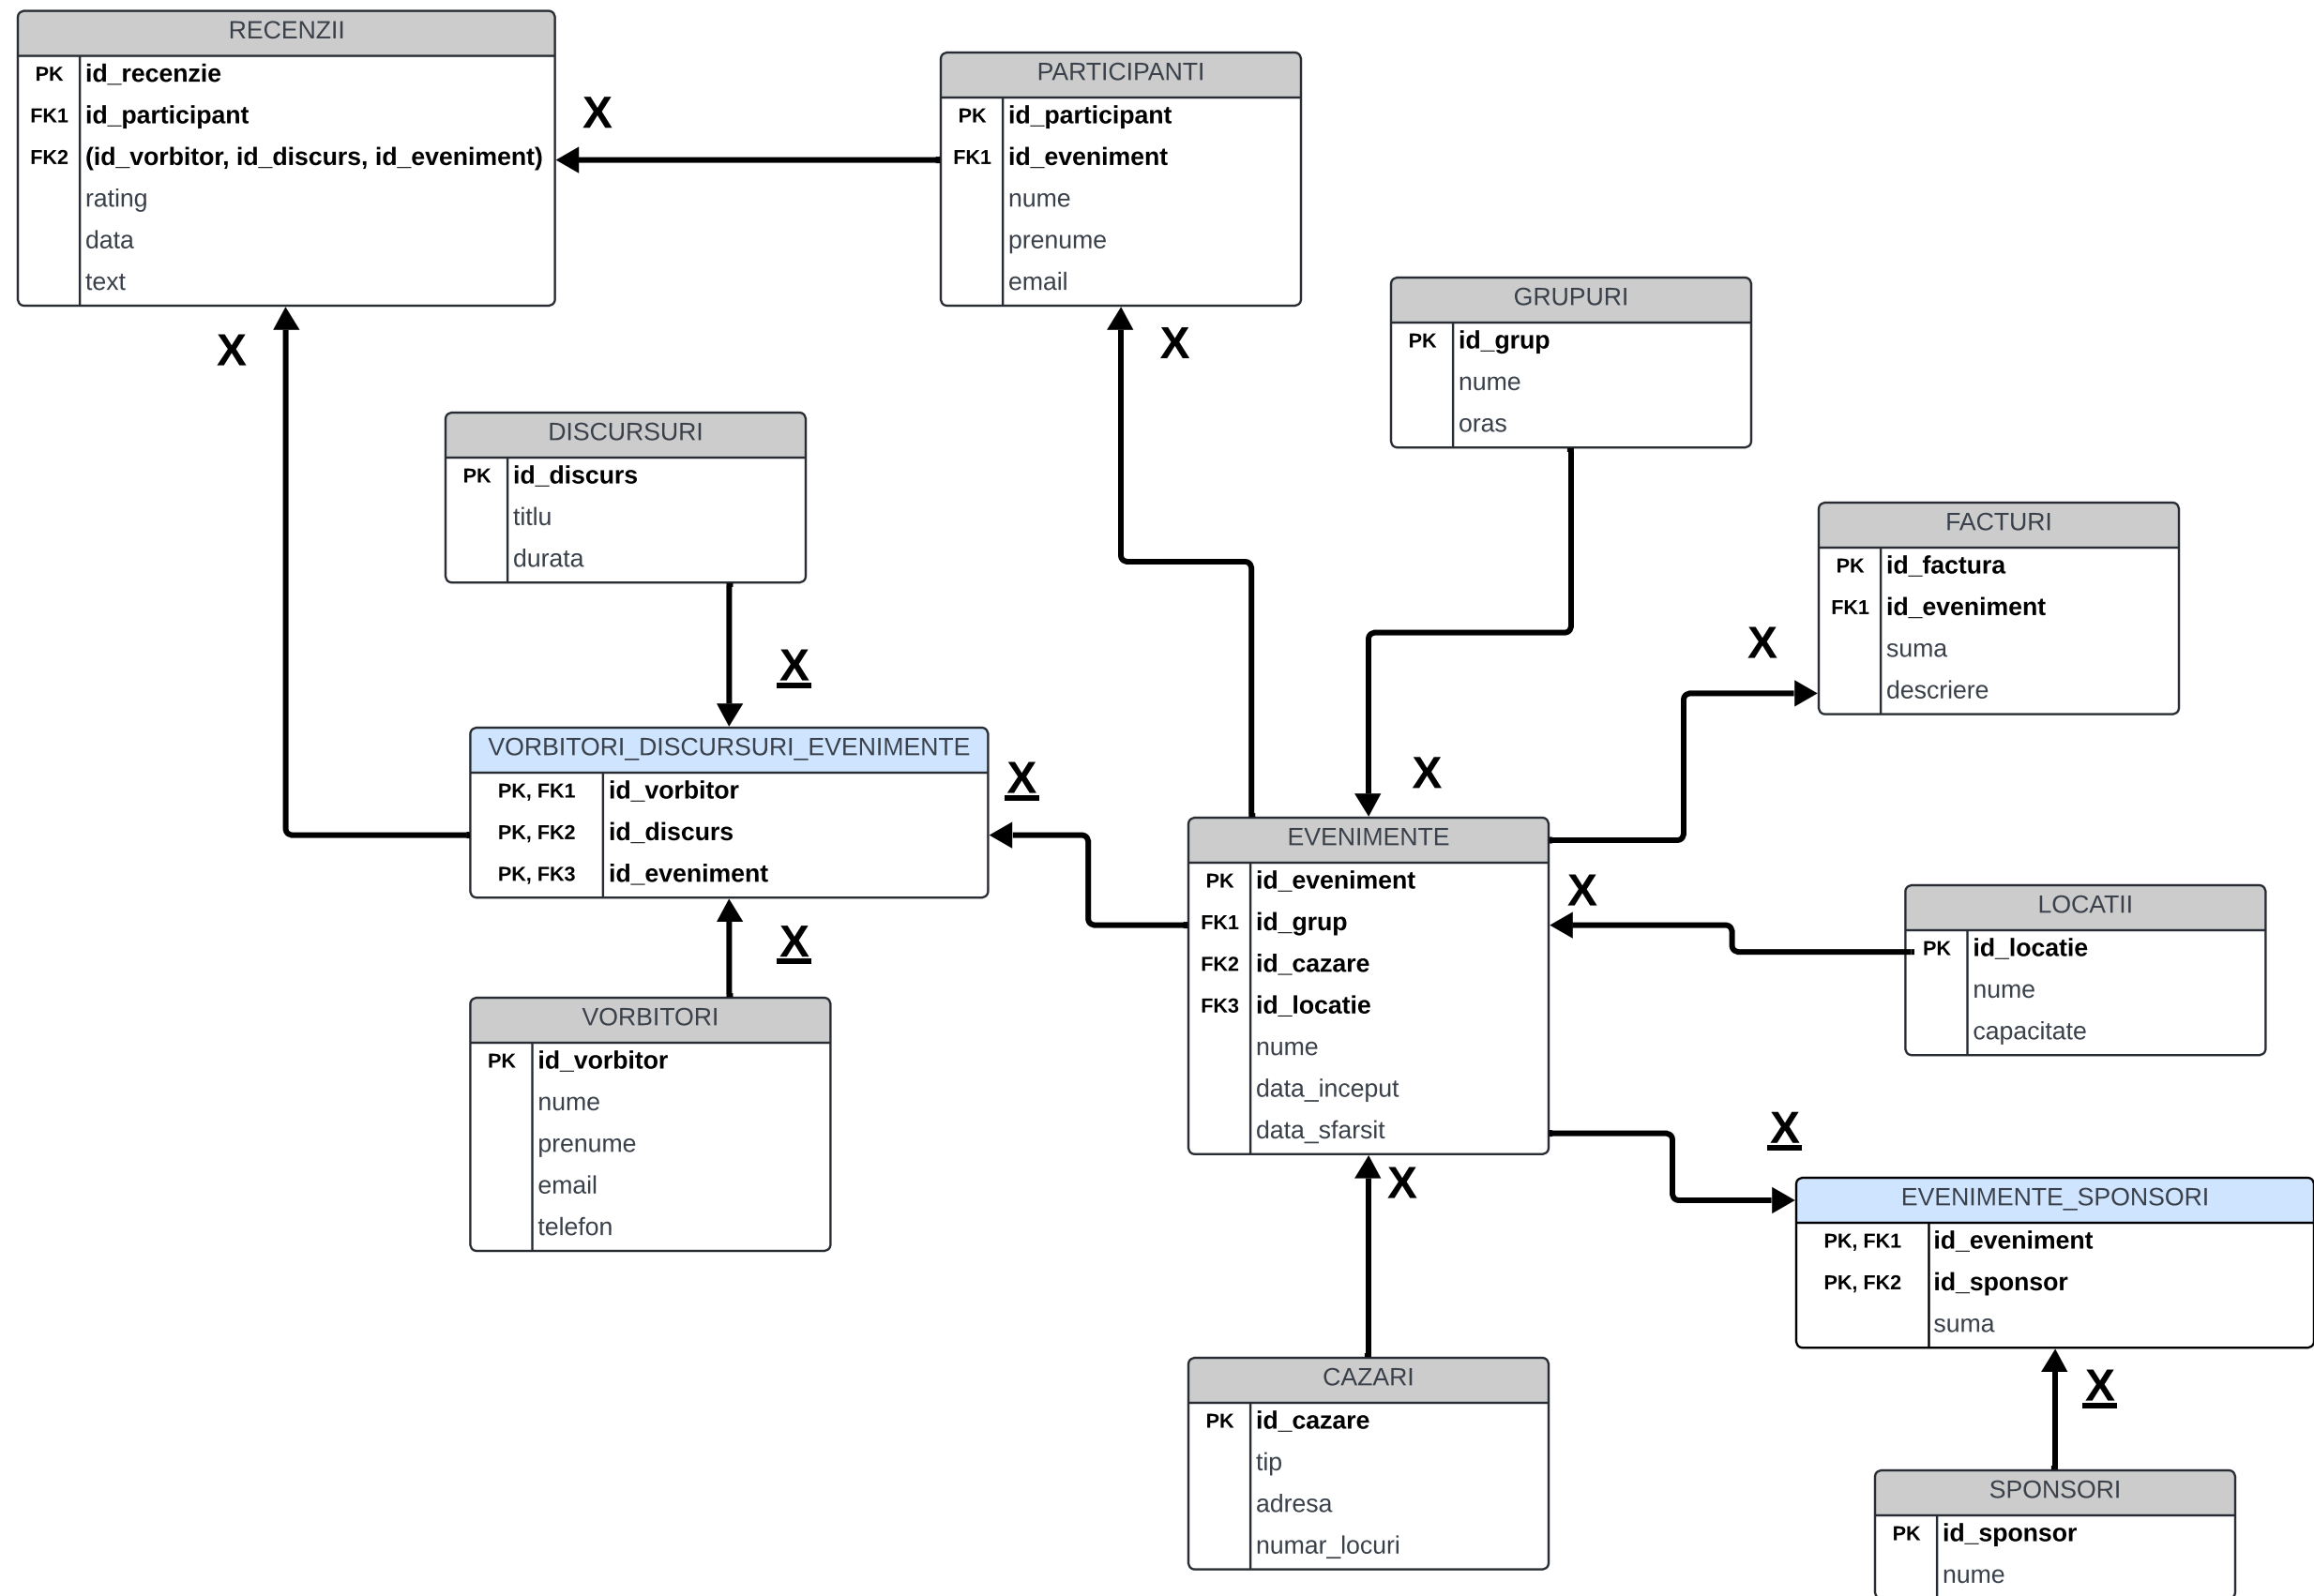 RECENZII
PK id_recenzie
FK1 id_participant
FK2 (id_vorbitor, id_discurs, id_eveniment)
rating
data
text
X
PARTICIPANTI
PK id_participant
FK1 id_eveniment
nume
prenume
email
X
X
GRUPURI
PK id_grup
nume
oras
DISCURSURI
PK id_discurs
titlu
durata
X
FACTURI
PK id_factura
FK1 id_eveniment
suma
descriere
X
VORBITORI_DISCURSURI_EVENIMENTE
PK, FK1 id_vorbitor
PK, FK2 id_discurs
PK, FK3 id_eveniment
X
X
EVENIMENTE
PK id_eveniment
FK1 id_grup
FK2 id_cazare
FK3 id_locatie
nume
data_inceput
data_sfarsit
X
LOCATII
PK id_locatie
nume
capacitate
X
VORBITORI
PK id_vorbitor
nume
prenume
email
telefon
X
X
EVENIMENTE_SPONSORI
PK, FK1 id_eveniment
PK, FK2 id_sponsor
suma
X
CAZARI
PK id_cazare
tip
adresa
numar_locuri
SPONSORI
PK id_sponsor
nume